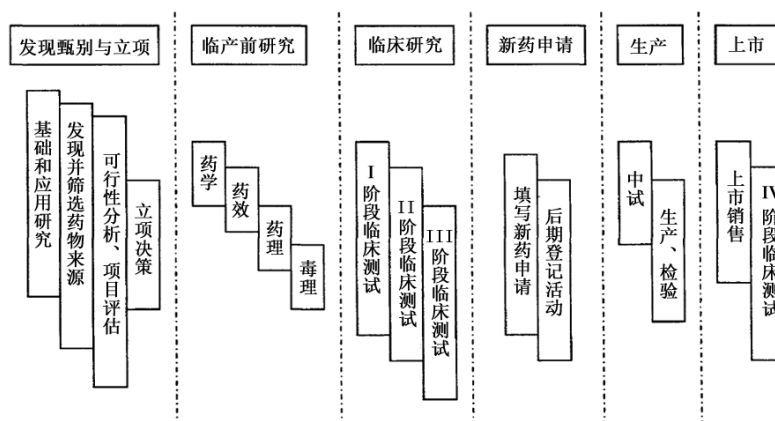 发现甄别与立项
临产前研究
临床研究
新药申请
生产
上市
基础和应用研究
发现并筛选药物来源
可行性分析、项目评估
立项决策
药学
药效
药理
毒理
I阶段临床测试
II阶段临床测试
III阶段临床测试
填写新药申请
后期登记活动
中试
生产、检验
上市销售
IV阶段临床测试